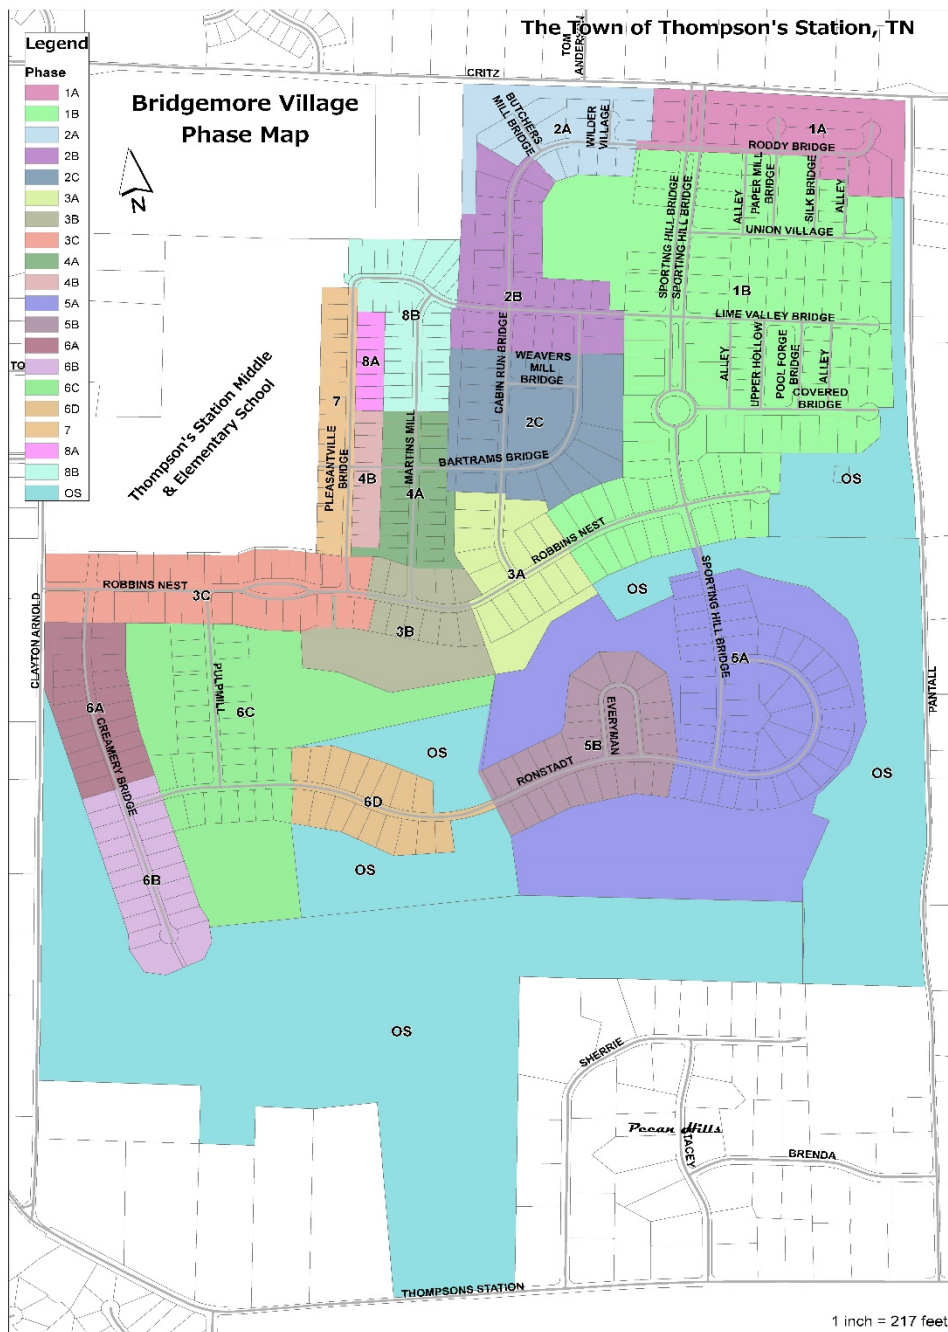 The Town of Thompson's Station, TN
Legend
Phase
1A
1B
2A
2B
2C
3A
3B
3C
4A
4B
5A
5B
6A
6B
6C
6D
7
8A
8B
OS
Bridgemore Village
Phase Map
N
TOM
ANDERSON
CRITZ
BUTCHERS
MILL BRIDGE
2A
WILDER
VILLAGE
1A
RODDY BRIDGE
ALLEY
PAPER MILL
BRIDGE
SILK BRIDGE
ALLEY
SPORTING HILL BRIDGE
SPORTING HILL BRIDGE
UNION VILLAGE
1B
2B
LIME VALLEY BRIDGE
8B
CABIN RUN BRIDGE
WEAVERS
MILL
BRIDGE
ALLEY
UPPER HOLLOW
POOL FORGE
BRIDGE
ALLEY
COVERED
BRIDGE
TO
Thompson's Station Middle
& Elementary School
8A
7
PLEASANTVILLE
BRIDGE
MARTINS MILL
2C
BARTRAMS BRIDGE
4B
4A
OS
ROBBINS NEST
3A
OS
SPORTING HILL BRIDGE
ROBBINS NEST
3C
3B
CLAYTON ARNOLD
5A
PANTALL
PULPMILL
6A
6C
CREAMERY BRIDGE
EVERYMAN
5B
RONSTADT
OS
OS
6D
OS
6B
OS
SHERRIE
Pecan Hills
TACEY
BRENDA
THOMPSONS STATION
1 inch = 217 feet